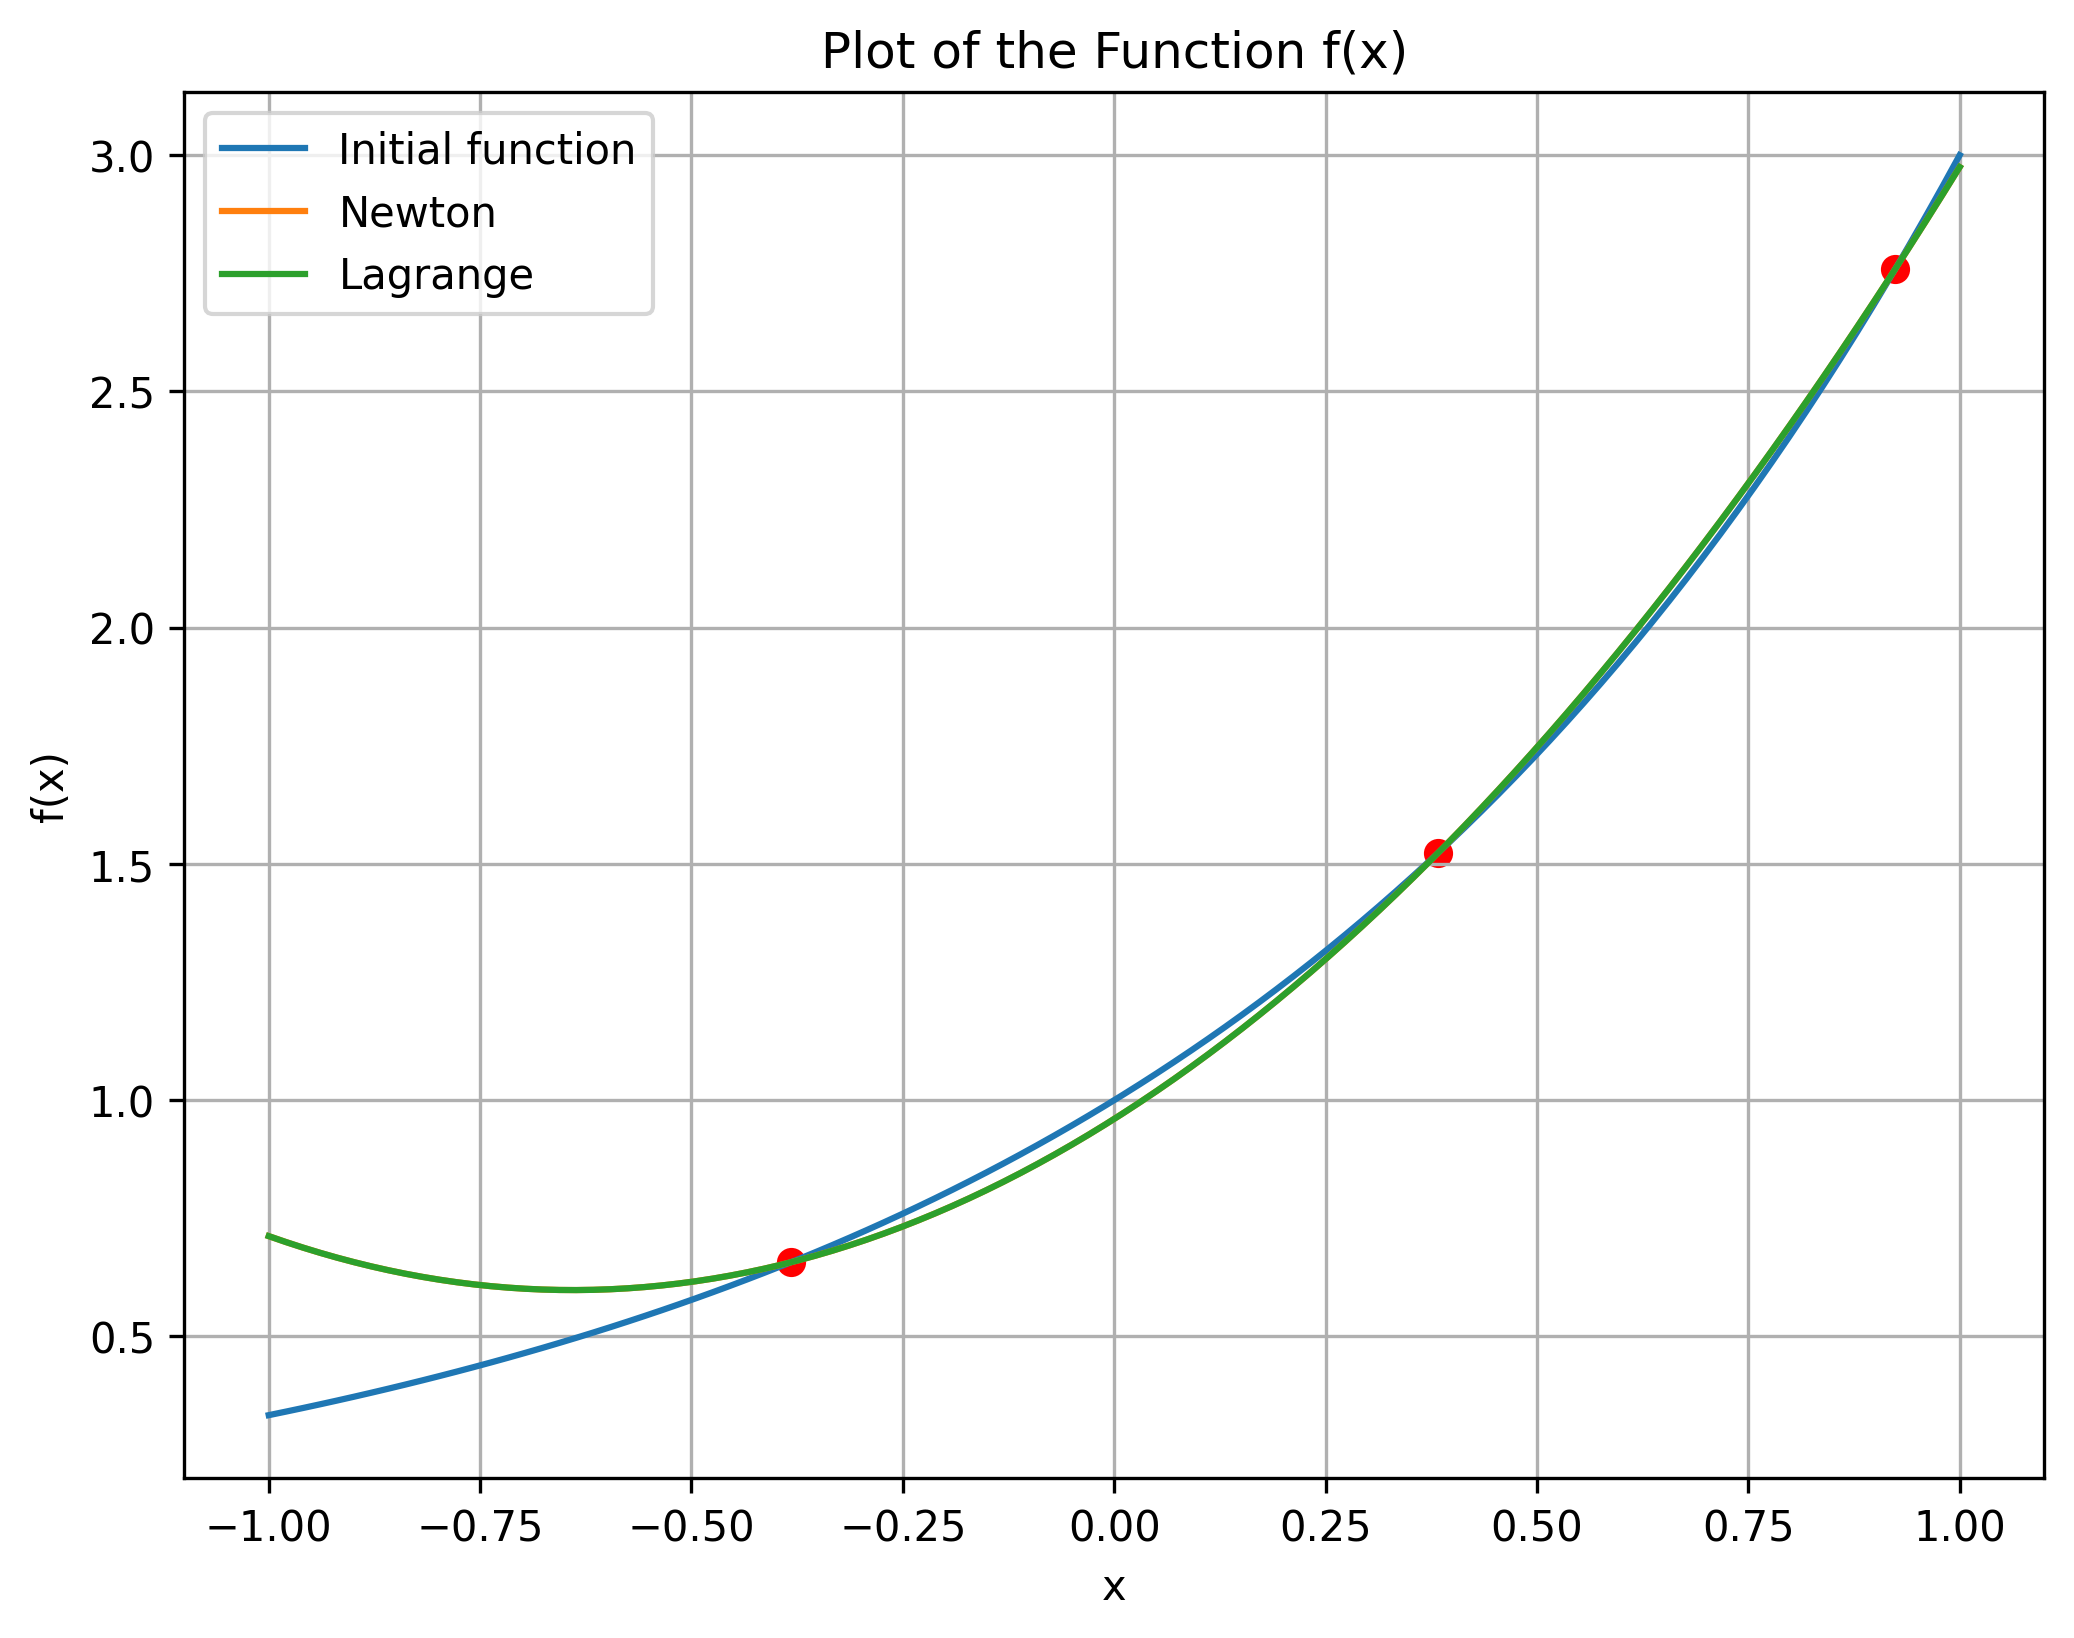 Plot of the Function f(x)
Initial function
Newton
Lagrange
3.0
2.5
2.0
1.5
1.0
0.5
f(x)
−1.00 −0.75 −0.50 −0.25 0.00 0.25 0.50 0.75 1.00
x